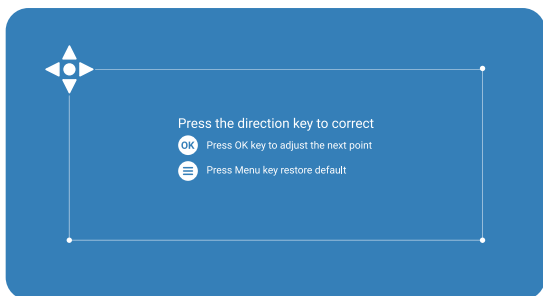 Press the direction key to correct
OK Press OK key to adjust the next point
Press Menu key restore default